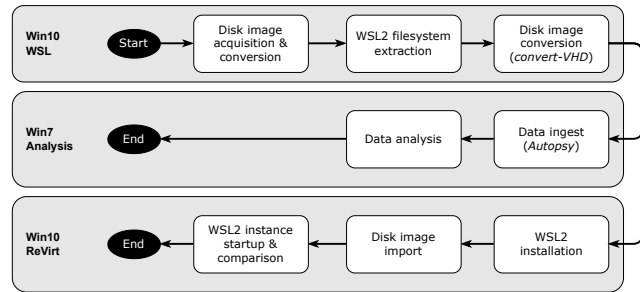 Win10
WSL
Start
Disk image
acquisition &
conversion
WSL2 filesystem
extraction
Disk image
conversion
(convert-VHD)
Win7
Analysis
End
Data analysis
Data ingest
(Autopsy)
Win10
ReVirt
End
WSL2 instance
startup &
comparison
Disk image
import
WSL2
installation